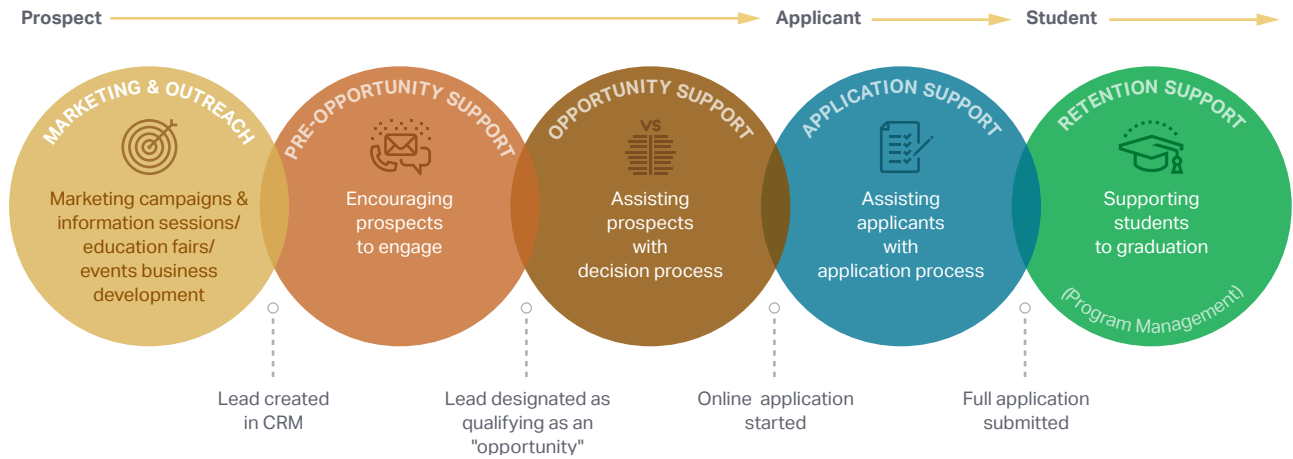 Prospect
Applicant
Student
MARKETING & OUTREACH
Marketing campaigns &
information sessions/
education fairs/
events business
development
PRE-OPPORTUNITY SUPPORT
Encouraging
prospects
to engage
OPPORTUNITY SUPPORT
VS
Assisting
prospects
with
decision process
APPLICATION SUPPORT
Assisting
applicants
with
application process
RETENTION SUPPORT
Supporting
students
to graduation
(Program Management)
Lead created
in CRM
Lead designated as
qualifying as an
"opportunity"
Online application
started
Full application
submitted